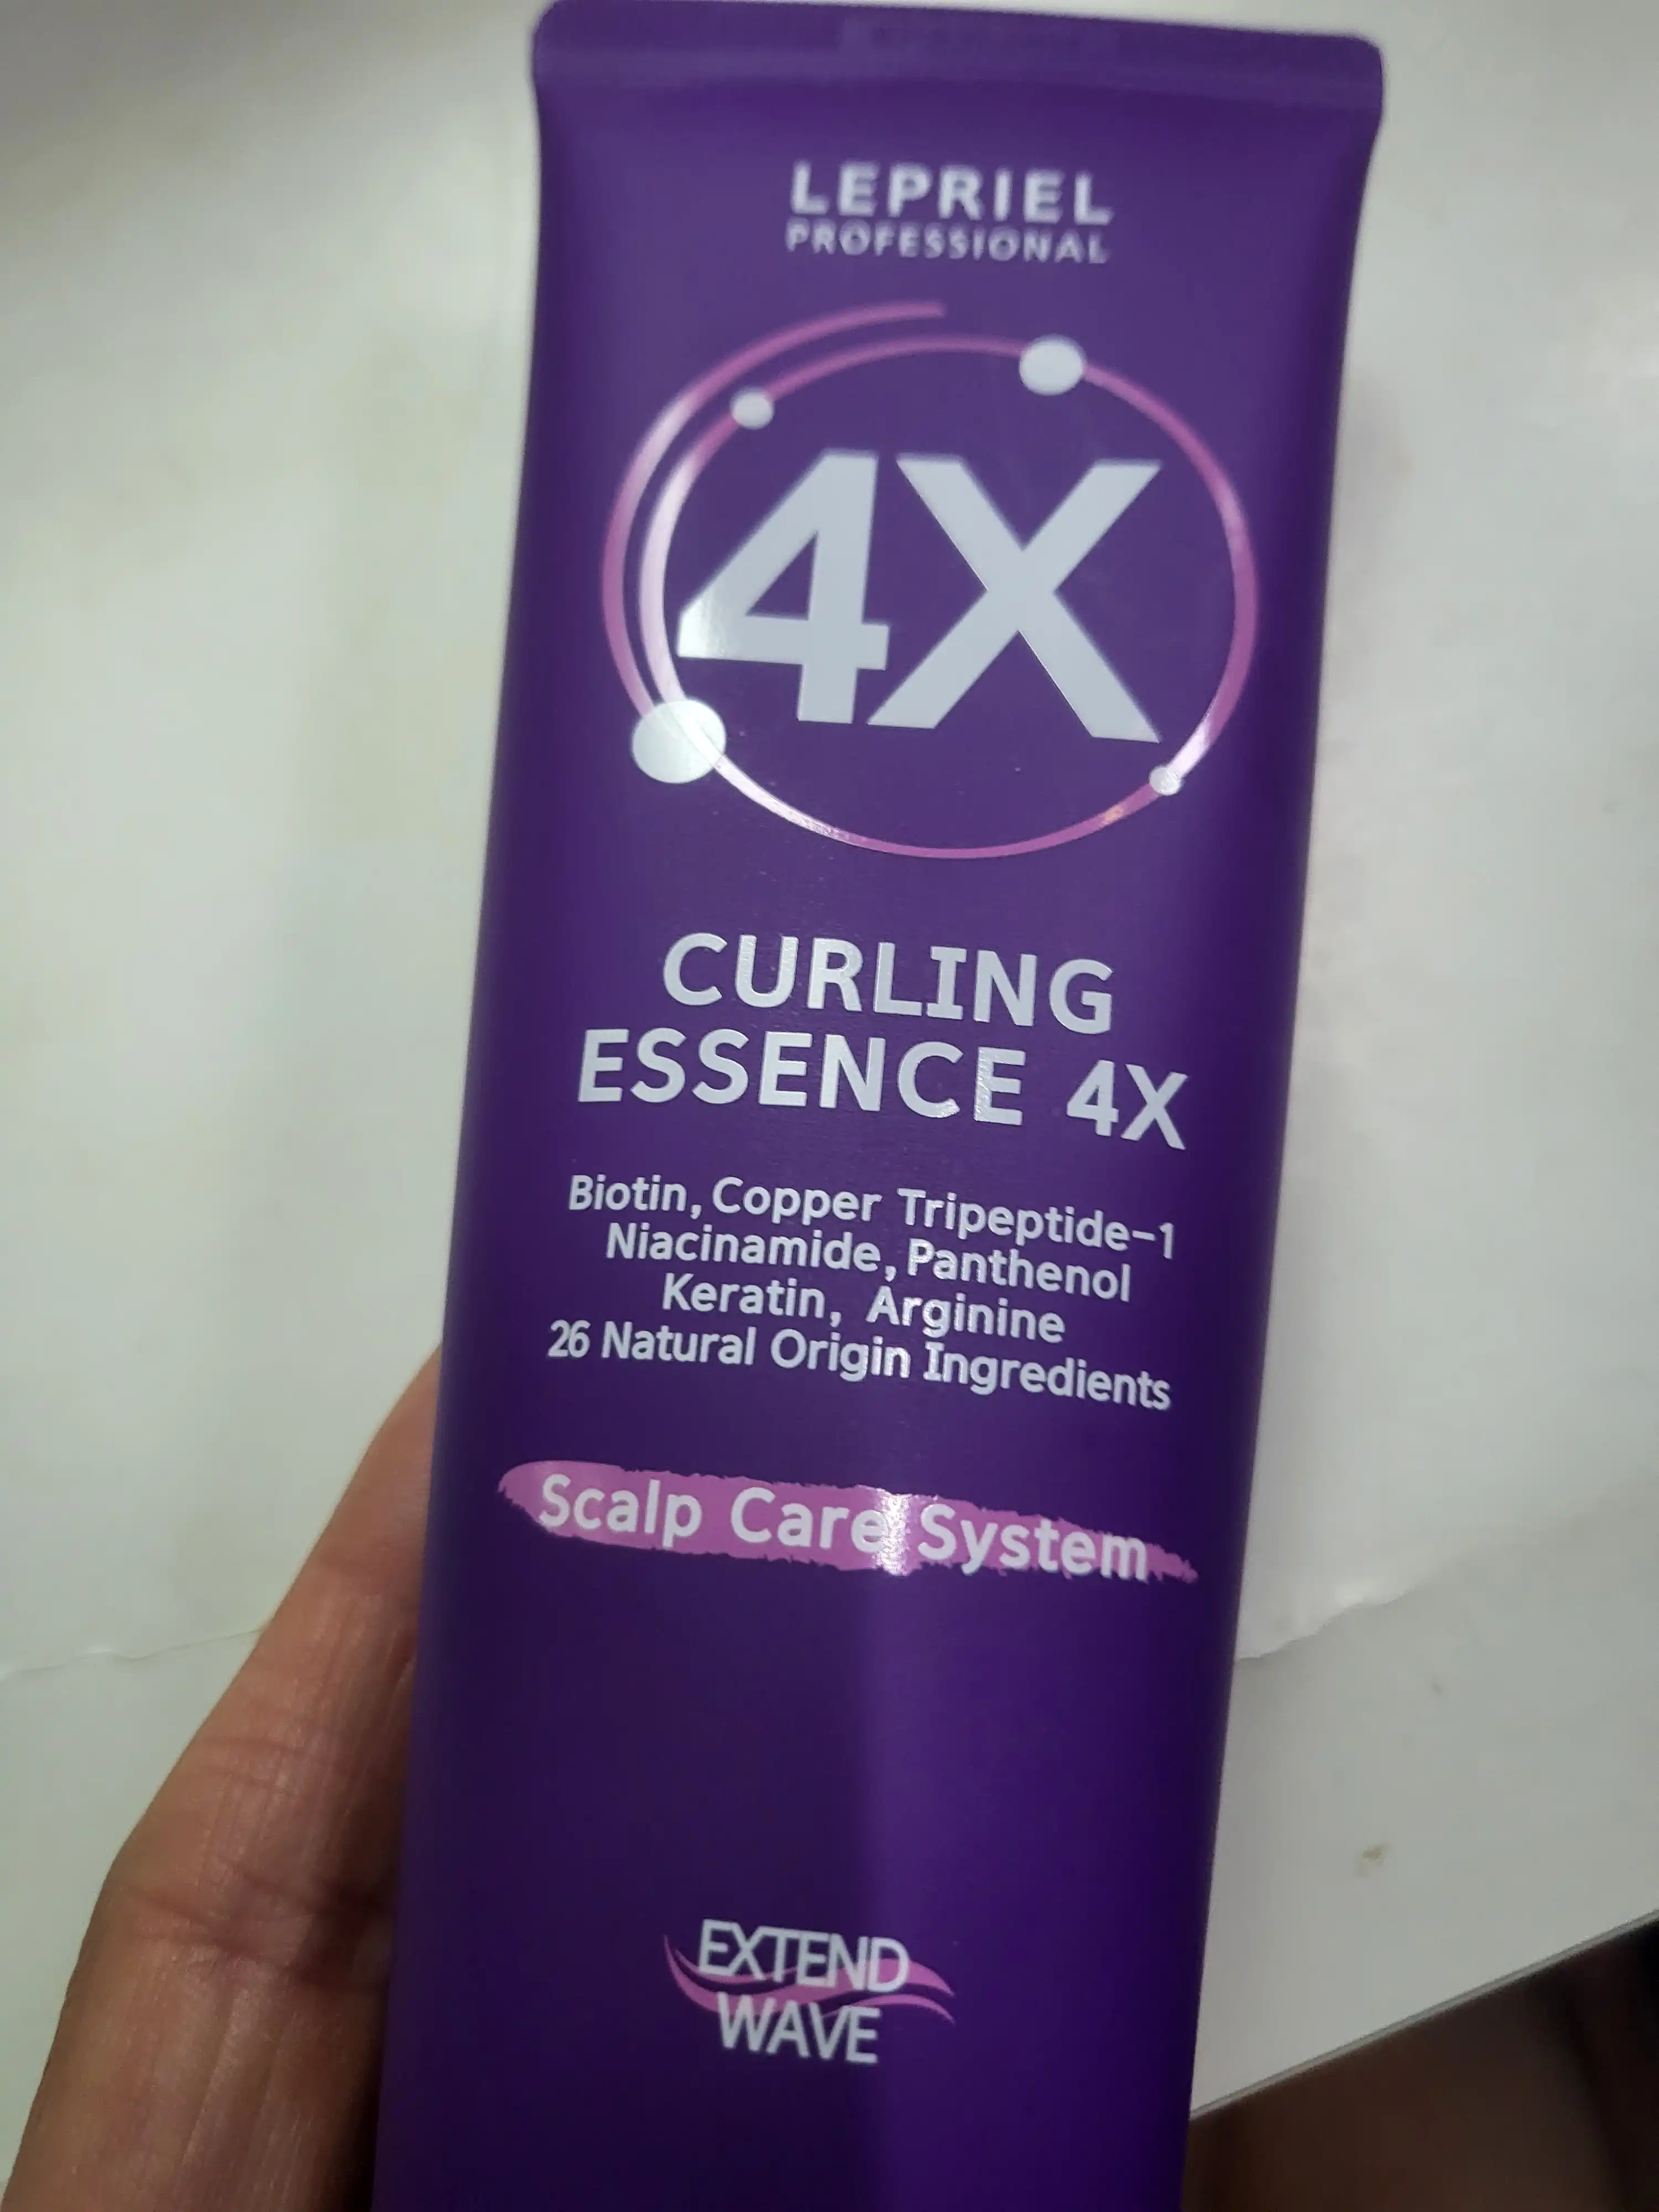 LEPRIEL
PROFESSIONAL
4X
CURLING
ESSENCE 4X
Biotin, Copper Tripeptide-1
Niacinamide, Panthenol
Keratin, Arginine
26 Natural Origin Ingredients
Scalp Care System
EXTEND
WAVE